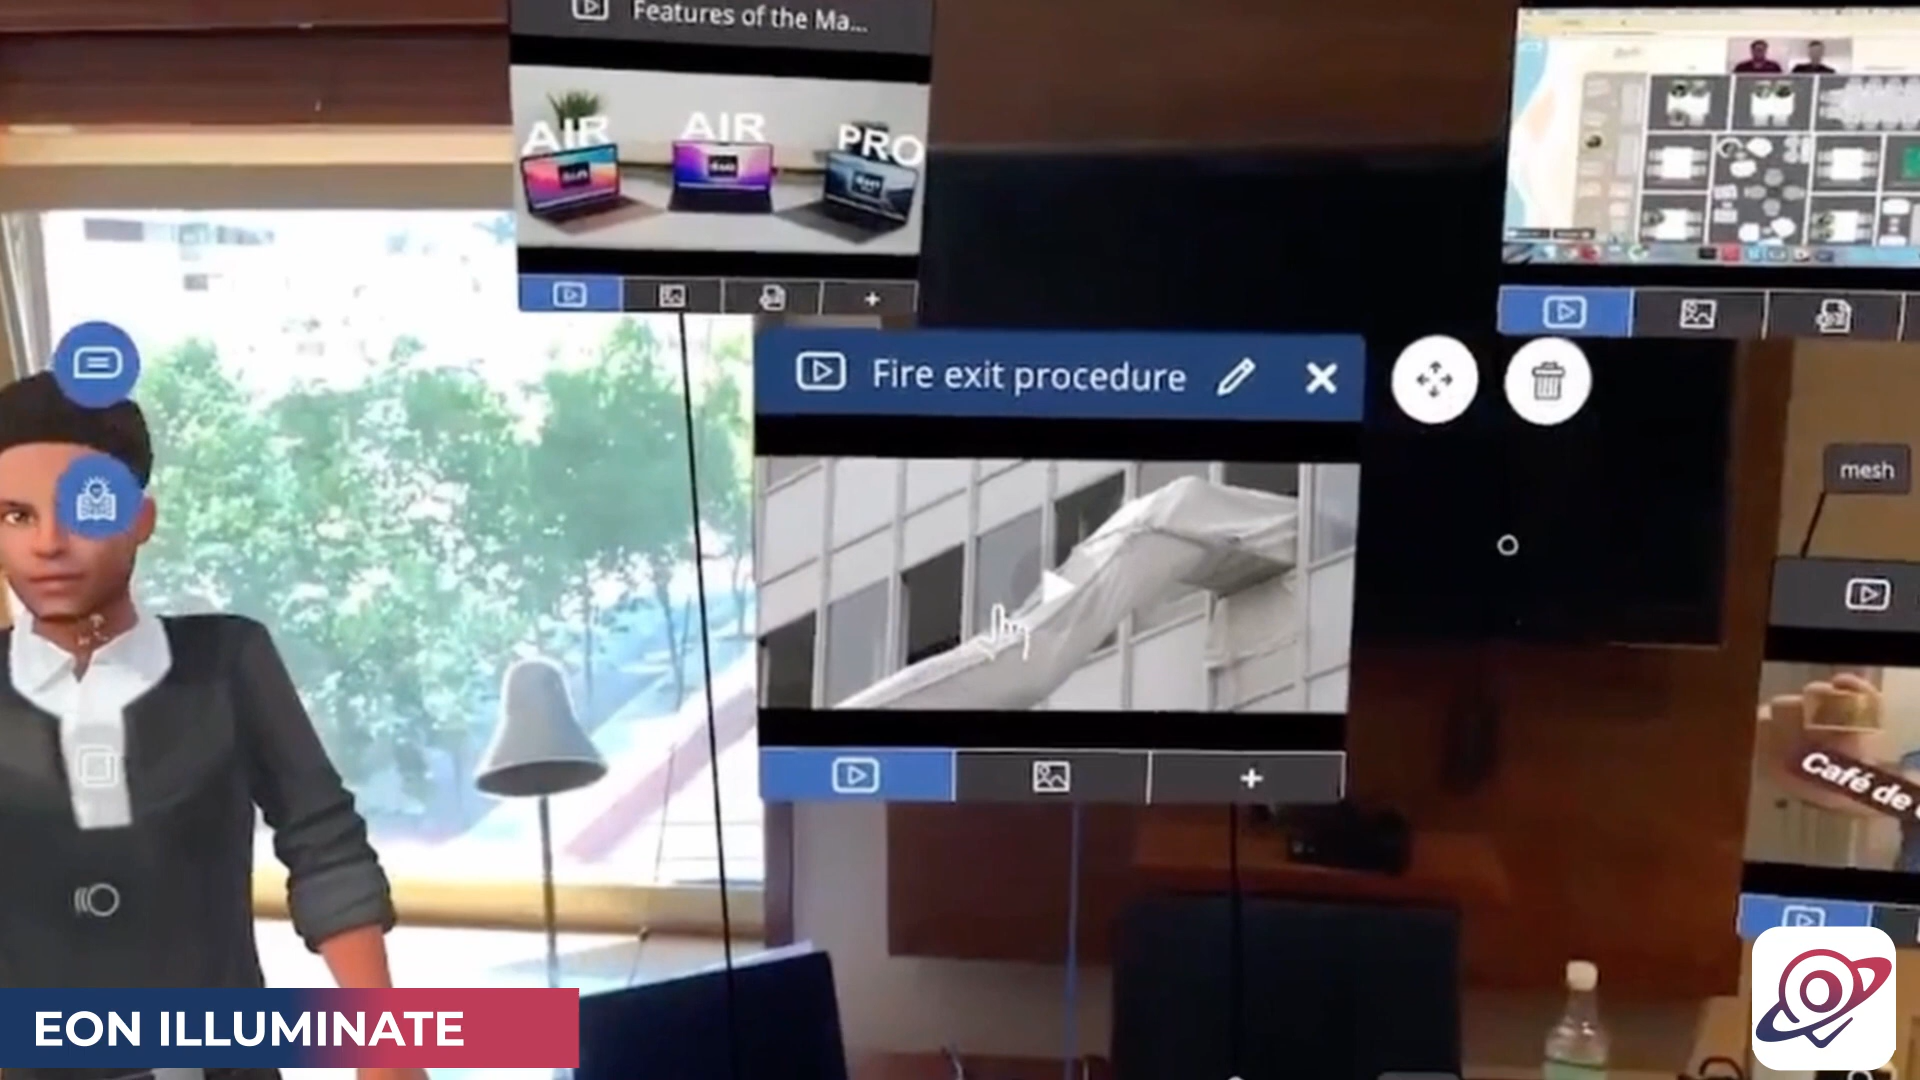 Features of the Ma...
AIR
AIR
PRO
Fire exit procedure
mesh
Café de
EON ILLUMINATE